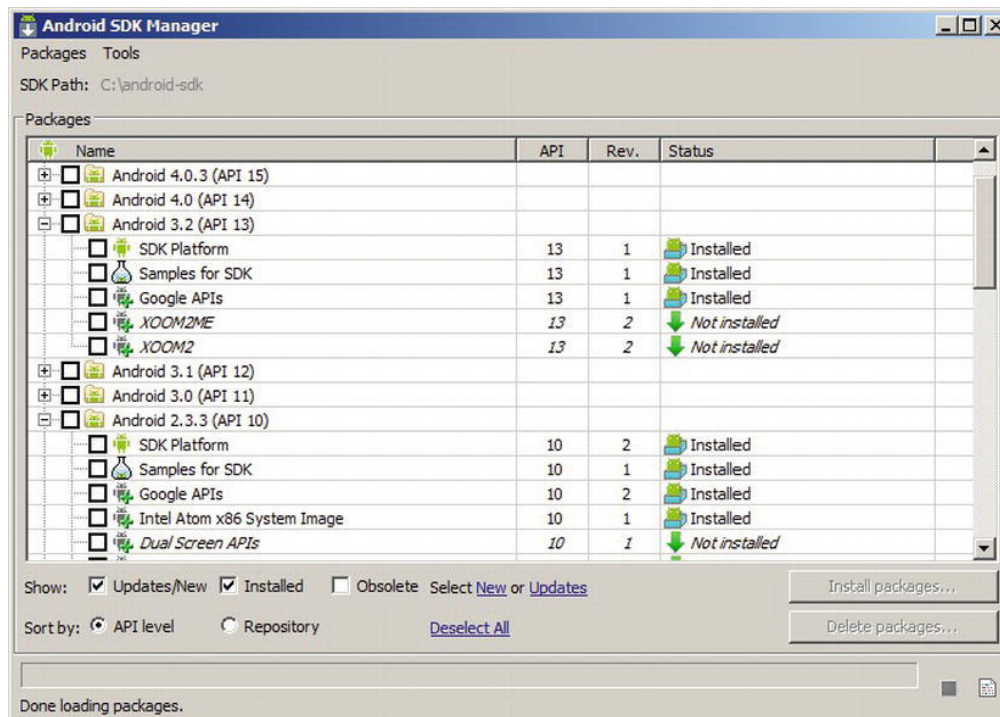 Android SDK Manager
Packages Tools
SDK Path: C:\android-sdk
Packages
Name API Rev. Status
Android 4.0.3 (API 15)
Android 4.0 (API 14)
Android 3.2 (API 13)
SDK Platform 13 1 Installed
Samples for SDK 13 1 Installed
Google APIs 13 1 Installed
XOOM2ME 13 2 Not installed
XOOM2 13 2 Not installed
Android 3.1 (API 12)
Android 3.0 (API 11)
Android 2.3.3 (API 10)
SDK Platform 10 2 Installed
Samples for SDK 10 1 Installed
Google APIs 10 2 Installed
Intel Atom x86 System Image 10 1 Installed
Dual Screen APIs 10 1 Not installed
Show: Updates/New Installed Obsolete Select New or Updates Install packages...
Sort by: API level Repository Deselect All Delete packages...
Done loading packages.